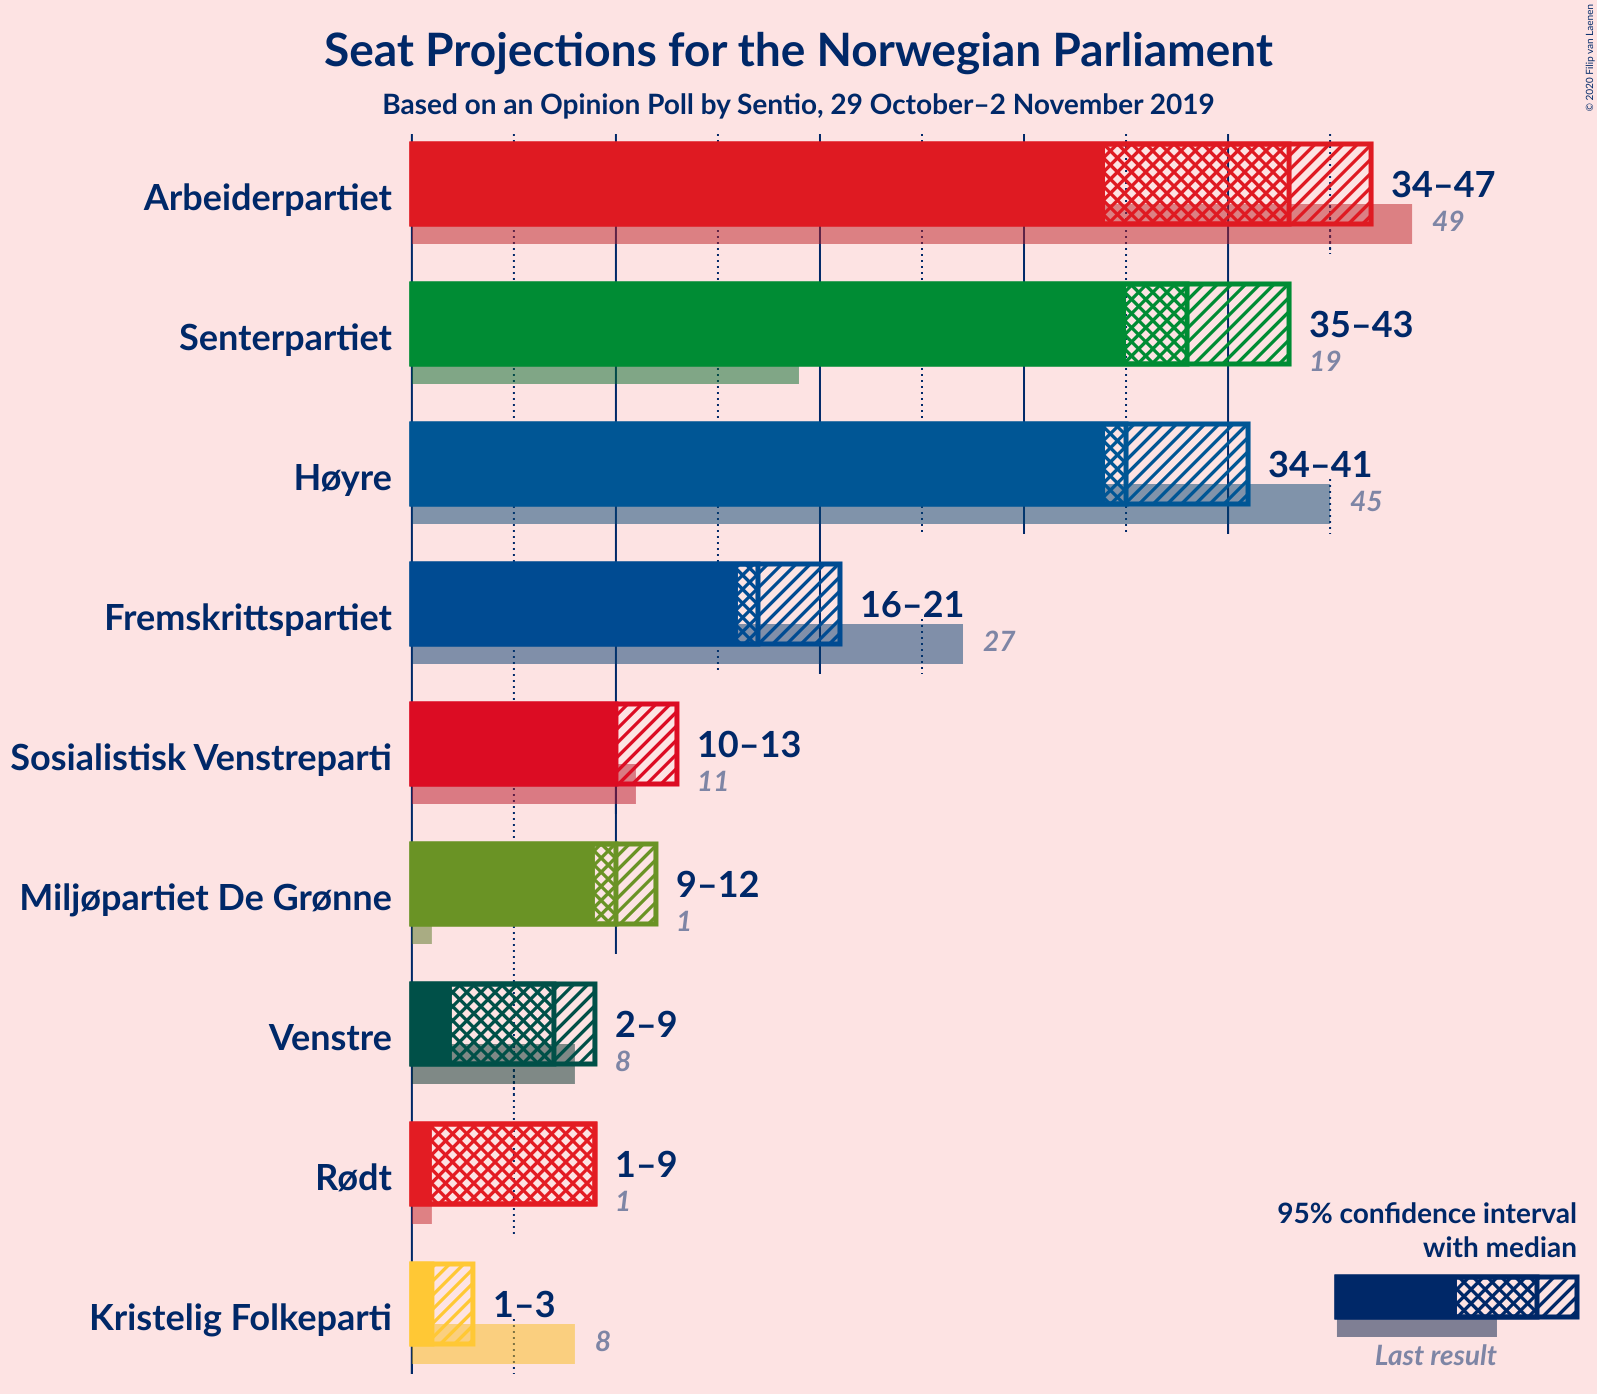 Seat Projections for the Norwegian Parliament
Based on an Opinion Poll by Sentio, 29 October–2 November 2019
© 2020 Filip van Laenen
Arbeiderpartiet
34–47
49
Senterpartiet
35–43
19
Høyre
34–41
45
Fremskrittspartiet
16–21
27
Sosialistisk Venstreparti
10–13
11
Miljøpartiet De Grønne
9–12
1
Venstre
2–9
8
Rødt
1–9
1
Kristelig Folkeparti
1–3
8
95% confidence interval
with median
Last result